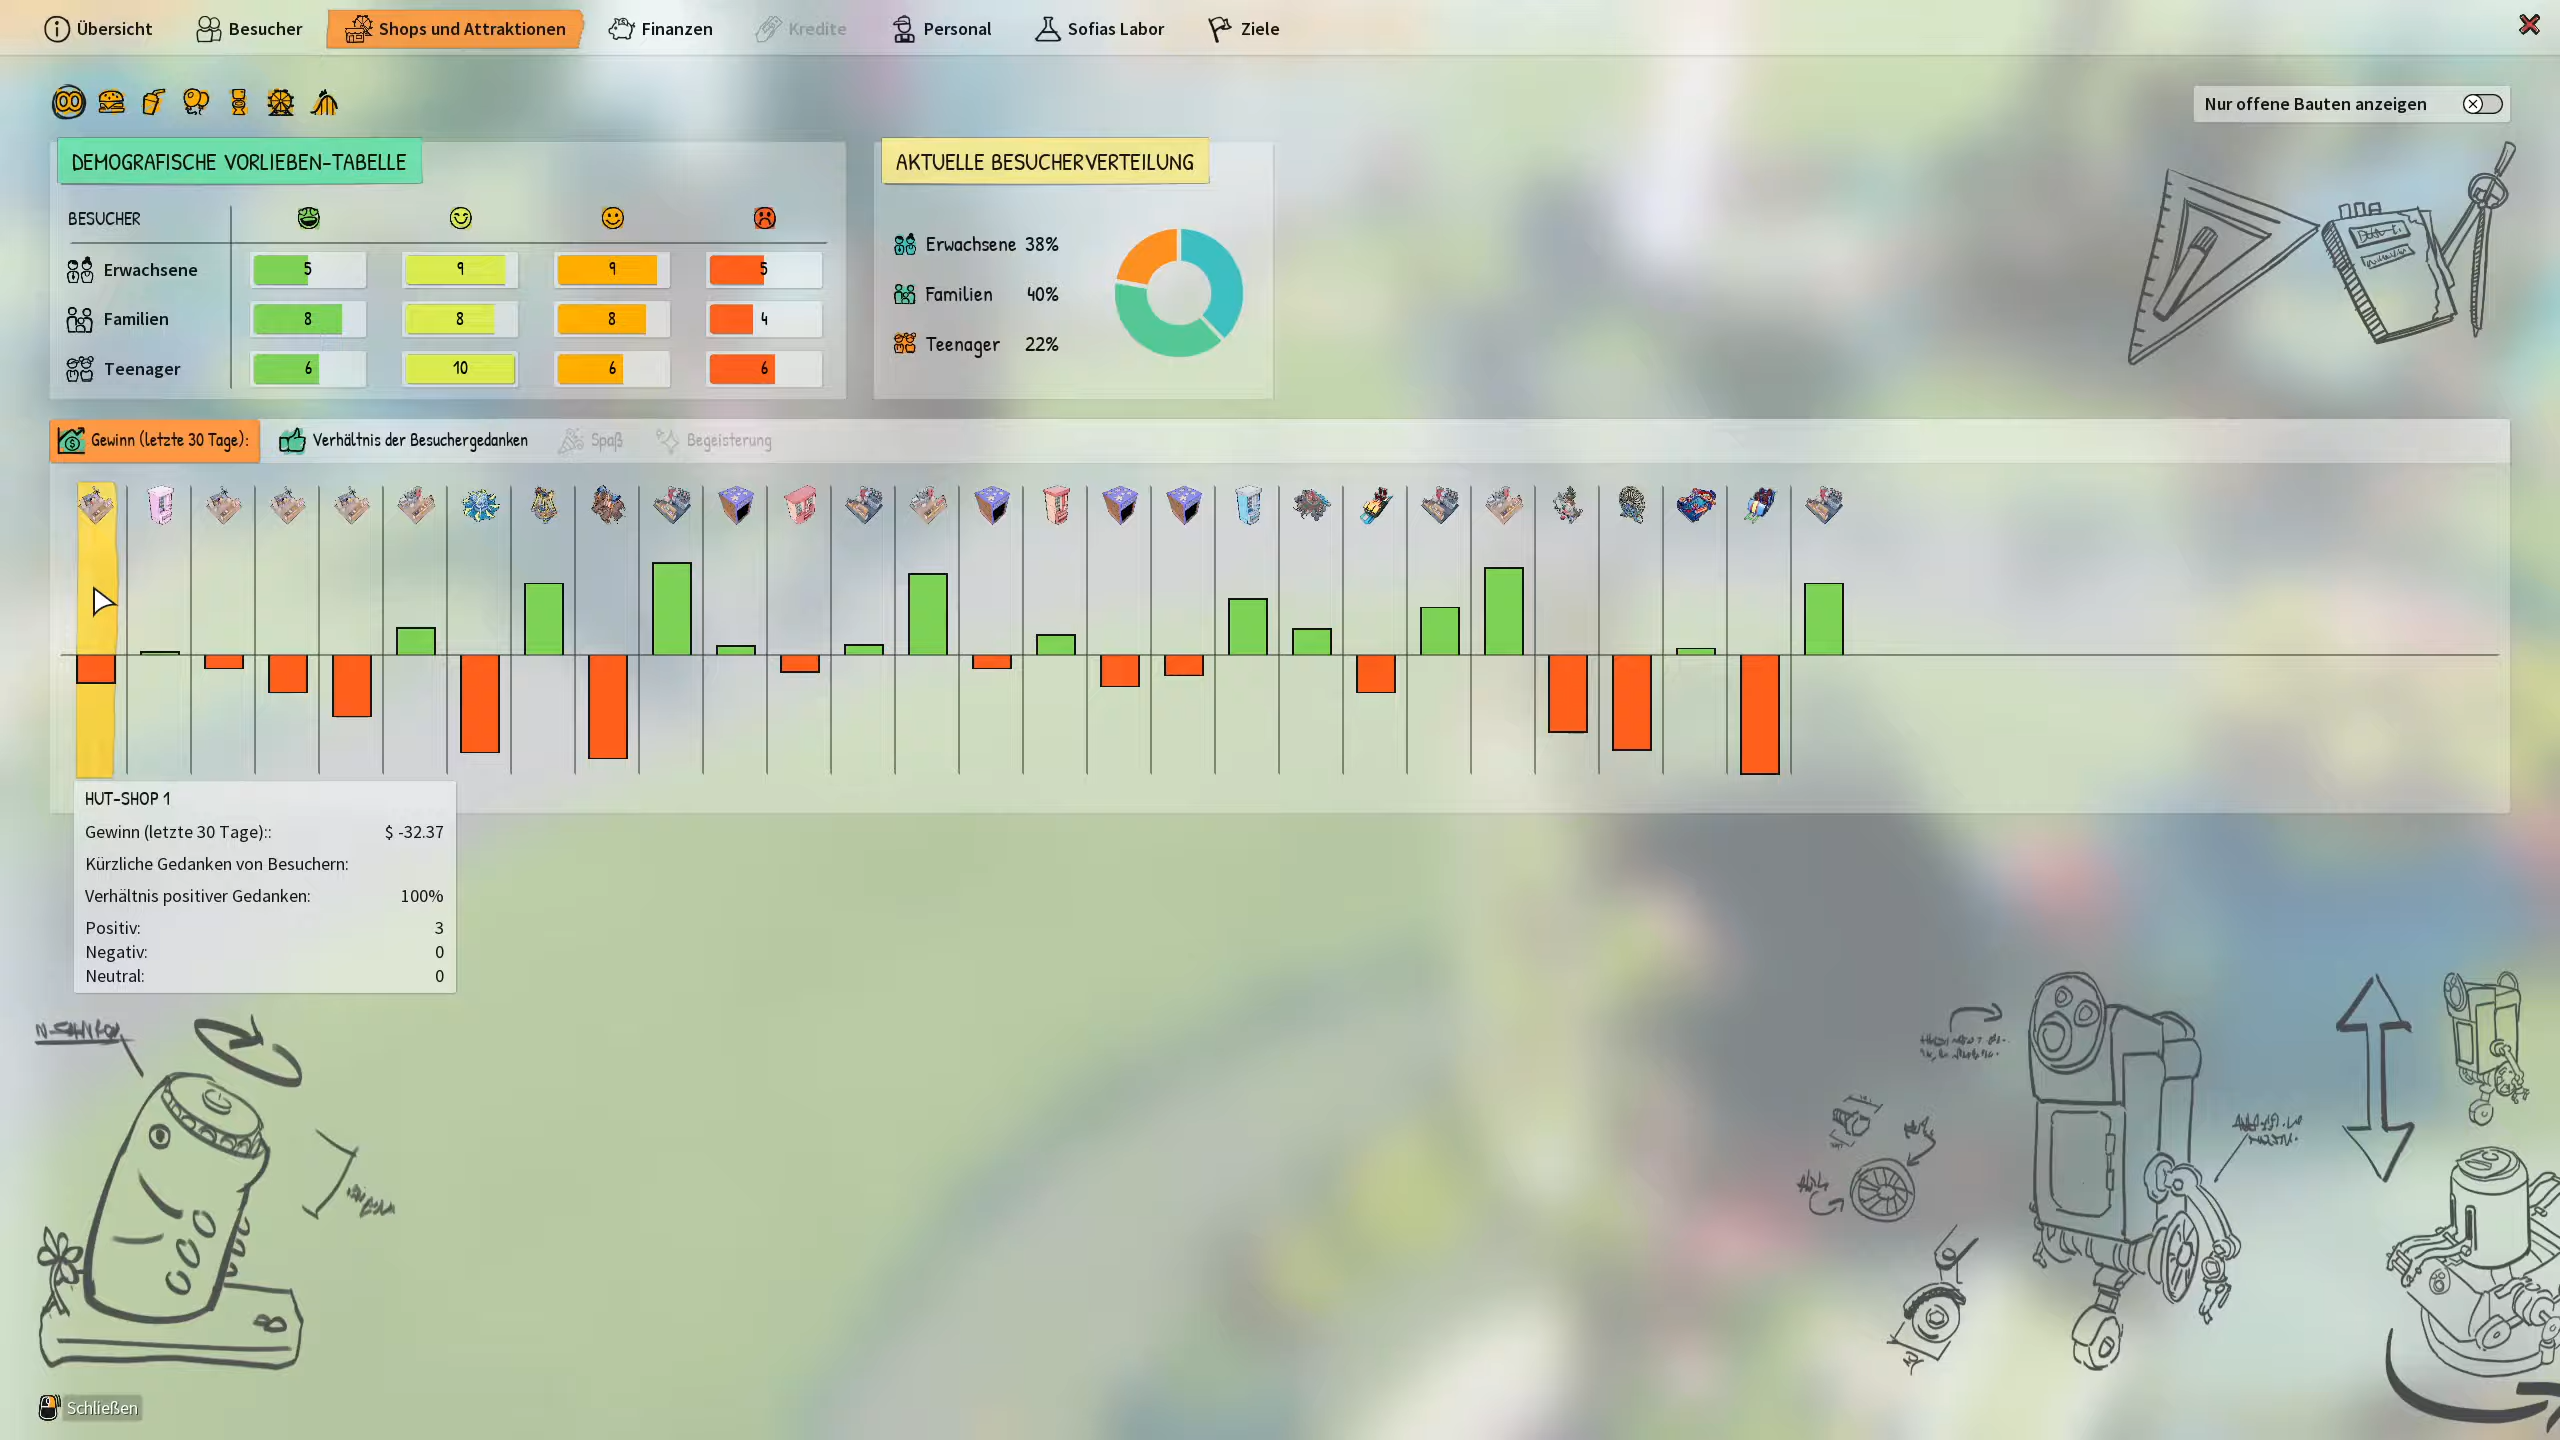 Übersicht
Besucher
Shops und Attraktionen
Finanzen
Kredite
Personal
Sofias Labor
Ziele
Nur offene Bauten anzeigen
DEMOGRAFISCHE VORLIEBEN-TABELLE
BESUCHER
Erwachsene 5 9 9 5
Familien 8 8 8 4
Teenager 6 10 6 6
AKTUELLE BESUCHERVERTEILUNG
Erwachsene 38%
Familien 40%
Teenager 22%
Gewinn (letzte 30 Tage):
Verhältnis der Besuchergedanken
Spaß
Begeisterung
HUT-SHOP 1
Gewinn (letzte 30 Tage):: $ -32.37
Kürzliche Gedanken von Besuchern:
Verhältnis positiver Gedanken: 100%
Positiv: 3
Negativ: 0
Neutral: 0
Schließen